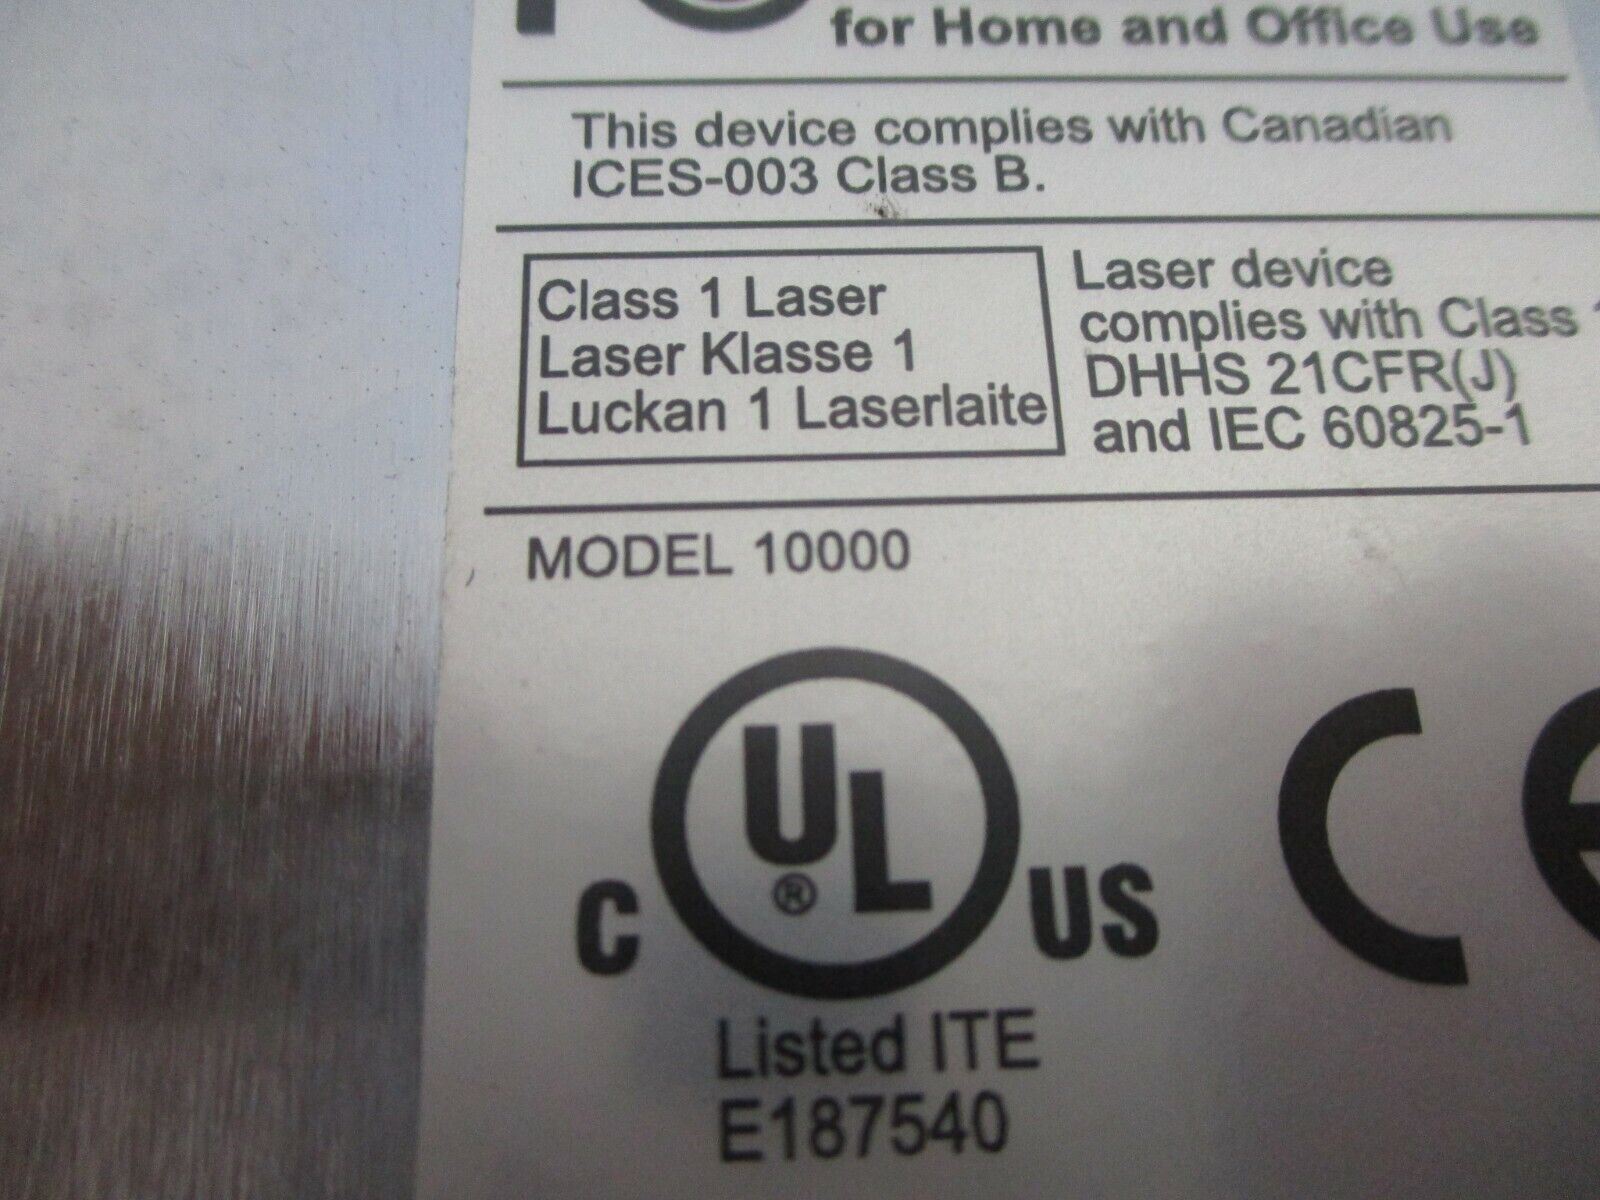 for Home and Office Use
This device complies with Canadian
ICES-003 Class B.
Class 1 Laser
Laser Klasse 1
Luckan 1 Laserlaite
Laser device
complies with Class 1
DHHS 21CFR(J)
and IEC 60825-1
MODEL 10000
C UL ® US
CE
Listed ITE
E187540